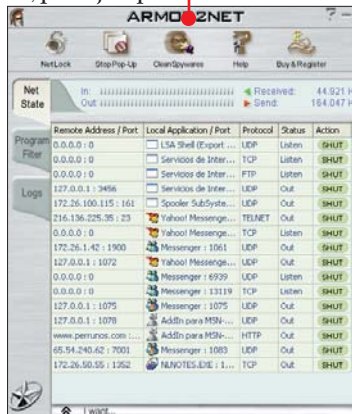 ARMOR2NET
NetLock Stop Pop-Up Clean Spywares Help Buy & Register
Net State
In: Received: 44.921
Out Send: 164.047
Program Filter
Logs
Remote Address / Port Local Application / Port Protocol Status Action
0.0.0.0 : 0 LSA Shell (Export ... UDP Listen SHUT
0.0.0.0 : 0 Servicios de Inter... TCP Listen SHUT
0.0.0.0 : 0 Servicios de Inter... FTP Listen SHUT
127.0.0.1 : 3456 Servicios de Inter... UDP Out SHUT
172.26.100.115 : 161 Spooler SubSyste... UDP Out SHUT
216.136.225.35 : 23 Yahoo! Messenge... TELNET Out SHUT
0.0.0.0 : 0 Yahoo! Messenge... TCP Listen SHUT
172.26.1.42 : 1900 Messenger : 1061 UDP Out SHUT
127.0.0.1 : 1072 Yahoo! Messenge... UDP Out SHUT
0.0.0.0 : 0 Messenger : 6939 UDP Listen SHUT
0.0.0.0 : 0 Messenger : 13119 TCP Listen SHUT
127.0.0.1 : 1075 Messenger : 1075 UDP Out SHUT
127.0.0.1 : 1078 AddIn para MSN-... UDP Out SHUT
www.perrunos.com :... AddIn para MSN-... HTTP Out SHUT
65.54.240.62 : 7001 Messenger : 1083 UDP Out SHUT
172.26.50.55 : 1352 NLNOTES.EXE : 1... TCP Out SHUT
I want...